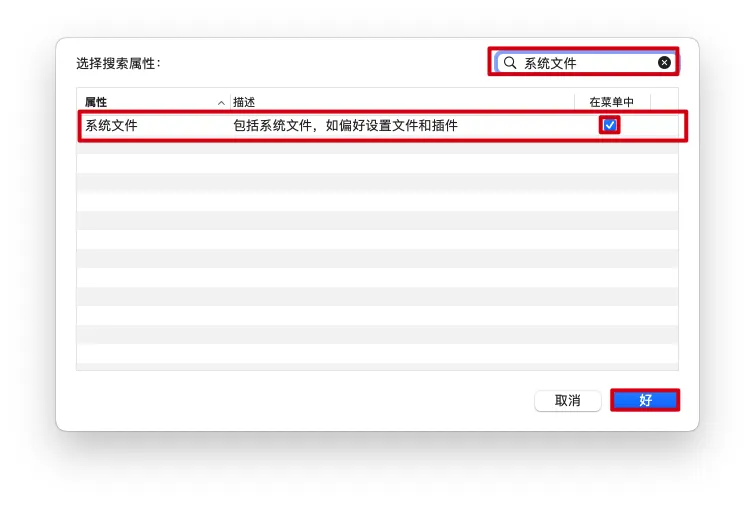 选择搜索属性：
系统文件
属性 描述 在菜单中
系统文件 包括系统文件，如偏好设置文件和插件
取消 好